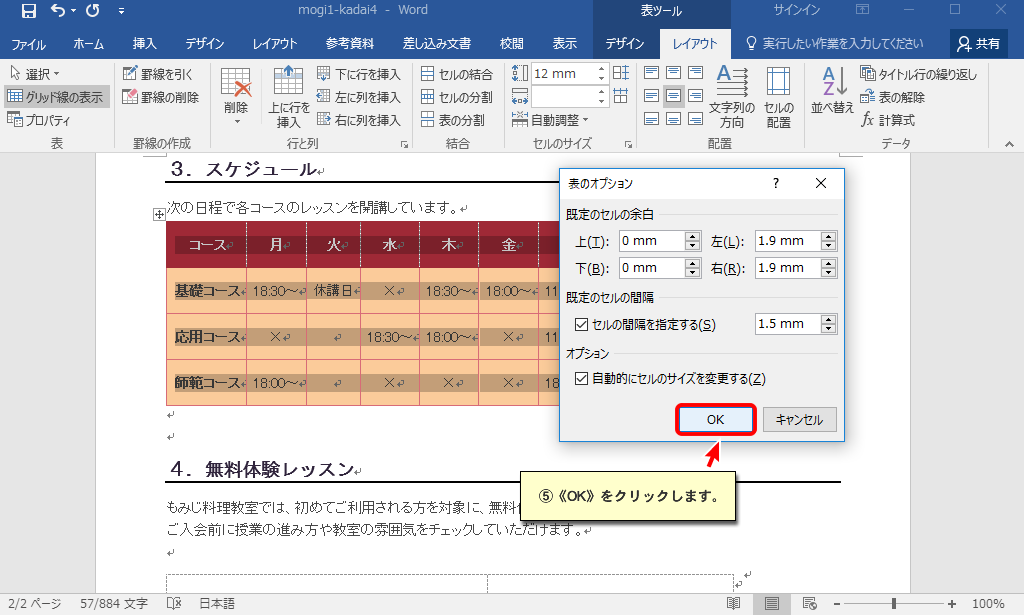 mogi1-kadai4 - Word
表ツール
サインイン
ファイル ホーム 挿入 デザイン レイアウト 参考資料 差し込み文書 校閲 表示 デザイン レイアウト 実行したい作業を入力してください 共有
選択
グリッド線の表示
プロパティ
表
罫線を引く
罫線の削除
罫線の作成
削除
上に行を
挿入
下に行を挿入
左に列を挿入
右に列を挿入
行と列
セルの結合
セルの分割
表の分割
結合
12 mm
自動調整
セルのサイズ
文字列の
方向
セルの
配置
配置
並べ替え
タイトル行の繰り返し
表の解除
fx 計算式
データ
3．スケジュール
次の日程で各コースのレッスンを開講しています。
コース 月 火 水 木 金
基礎コース 18:30～ 休講日 × 18:30～ 18:00～ 11
応用コース × 18:30～ 18:00～ × 11
師範コース 18:00～ × × × 18
4．無料体験レッスン
もみじ料理教室では、初めてご利用される方を対象に、無料
ご入会前に授業の進み方や教室の雰囲気をチェックしていただけます。
表のオプション ?
既定のセルの余白
上(T): 0 mm 左(L): 1.9 mm
下(B): 0 mm 右(R): 1.9 mm
既定のセルの間隔
セルの間隔を指定する(S) 1.5 mm
オプション
自動的にセルのサイズを変更する(Z)
OK キャンセル
⑤《OK》をクリックします。
2/2 ページ 57/884 文字 日本語 100%